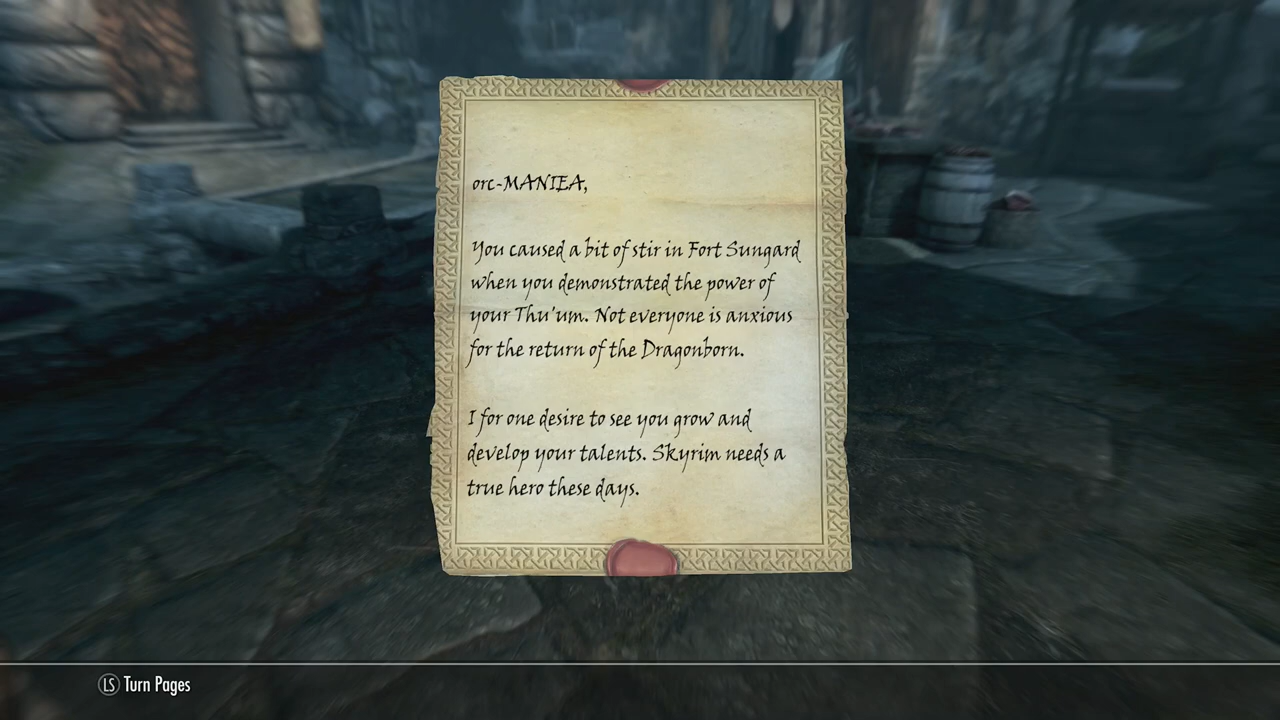 orc-MANIEA,
You caused a bit of stir in Fort Sungard
when you demonstrated the power of
your Thu'um. Not everyone is anxious
for the return of the Dragonborn.
I for one desire to see you grow and
develop your talents. Skyrim needs a
true hero these days.
LS Turn Pages